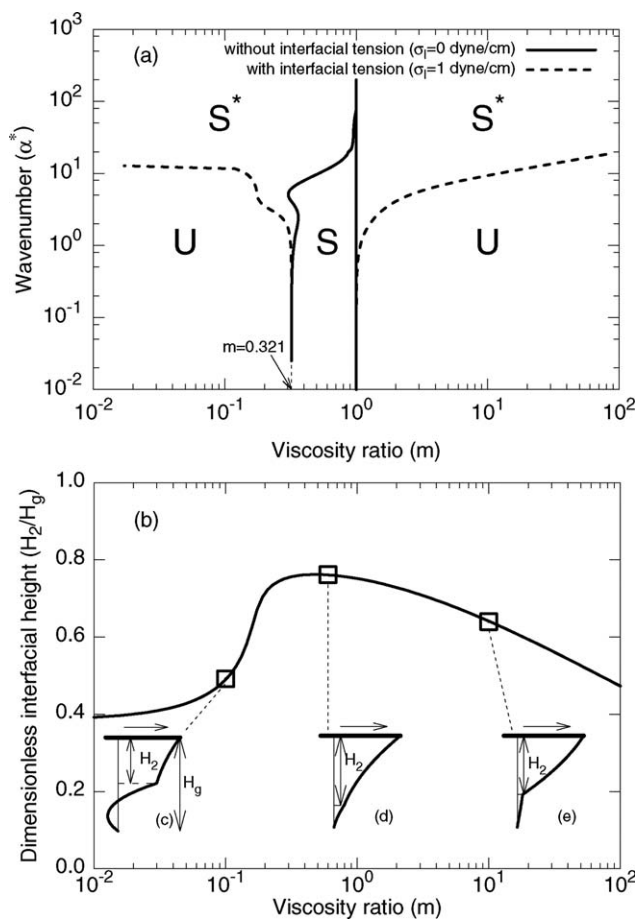 (a)
without interfacial tension (σI=0 dyne/cm)
with interfacial tension (σI=1 dyne/cm)
S*
S*
U
S
U
m=0.321
10^2
10^1
10^0
10^-1
10^-2
Wavenumber (α*)
10^-2
10^-1
10^0
10^1
10^2
Viscosity ratio (m)
(b)
1.0
0.8
0.6
0.4
0.2
0.0
Dimensionless interfacial height (H2/Hg)
H2
Hg
(c)
H2
(d)
H2
(e)
10^-2
10^-1
10^0
10^1
10^2
Viscosity ratio (m)